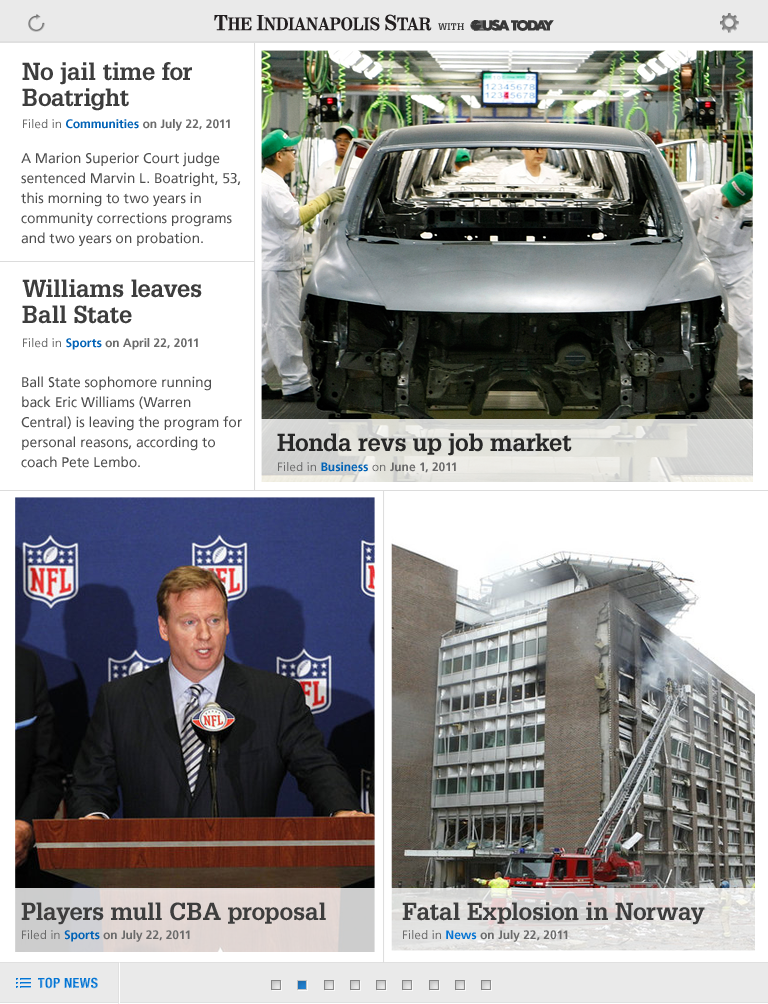 THE INDIANAPOLIS STAR WITH USA TODAY
No jail time for
Boatright
Filed in Communities on July 22, 2011
A Marion Superior Court judge
sentenced Marvin L. Boatright, 53,
this morning to two years in
community corrections programs
and two years on probation.
Williams leaves
Ball State
Filed in Sports on April 22, 2011
Ball State sophomore running
back Eric Williams (Warren
Central) is leaving the program for
personal reasons, according to
coach Pete Lembo.
12345678
12345678
Honda revs up job market
Filed in Business on June 1, 2011
NFL
NFL
NFL
NFL
NFL
Players mull CBA proposal
Filed in Sports on July 22, 2011
Fatal Explosion in Norway
Filed in News on July 22, 2011
TOP NEWS